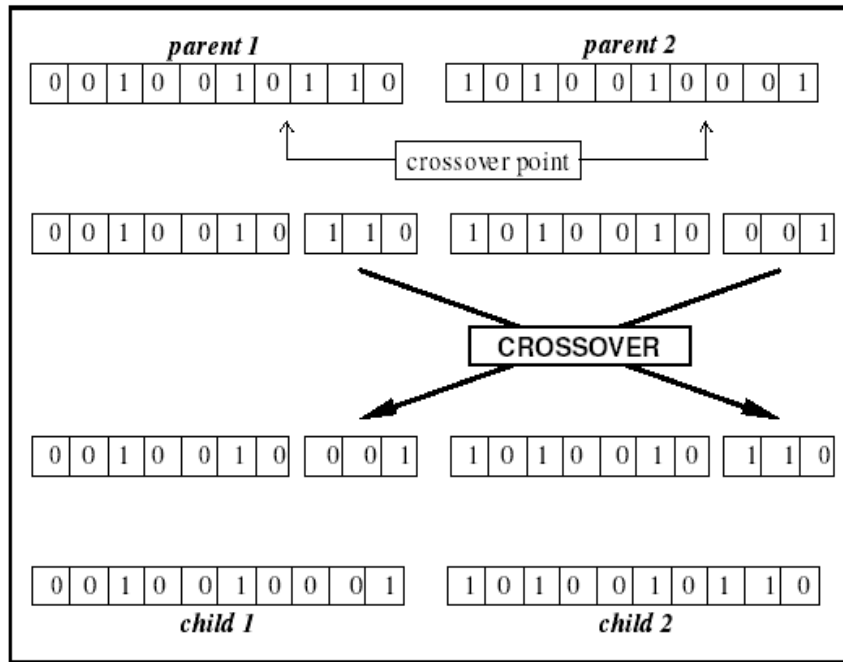 parent 1 parent 2
0 0 1 0 0 1 0 1 1 0 1 0 1 0 0 1 0 0 0 1
crossover point
0 0 1 0 0 1 0 1 1 0 1 0 1 0 0 1 0 0 0 1
CROSSOVER
0 0 1 0 0 1 0 0 0 1 1 0 1 0 0 1 0 1 1 0
0 0 1 0 0 1 0 0 0 1 1 0 1 0 0 1 0 1 1 0
child 1 child 2